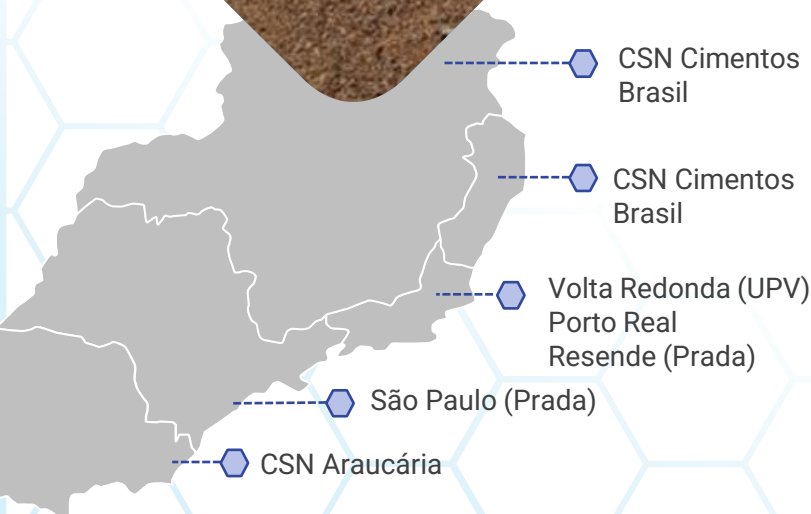 CSN Cimentos
Brasil
CSN Cimentos
Brasil
Volta Redonda (UPV)
Porto Real
Resende (Prada)
São Paulo (Prada)
CSN Araucária